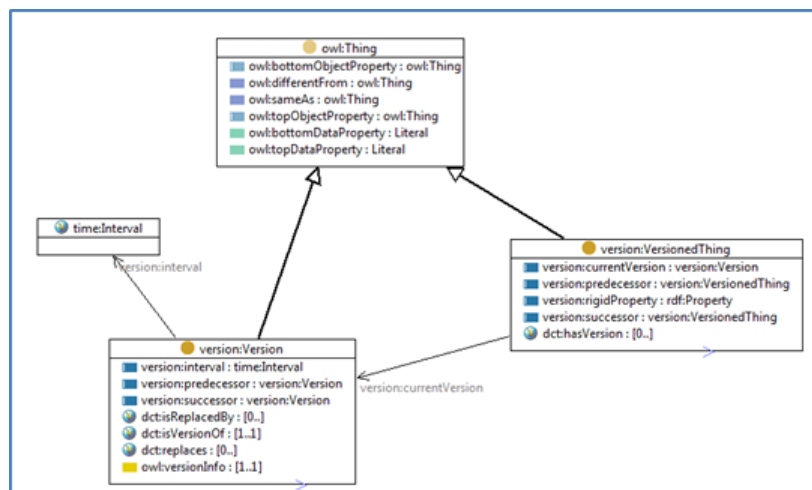 owl:Thing
owl:bottomObjectProperty : owl:Thing
owl:differentFrom : owl:Thing
owl:sameAs : owl:Thing
owl:topObjectProperty : owl:Thing
owl:bottomDataProperty : Literal
owl:topDataProperty : Literal
time:Interval
version:interval
version:VersionedThing
version:currentVersion : version:Version
version:predecessor : version:VersionedThing
version:rigidProperty : rdf:Property
version:successor : version:VersionedThing
dct:hasVersion : [0..]
version:Version
version:interval : time:Interval
version:predecessor : version:Version
version:successor : version:Version
dct:isReplacedBy : [0..]
dct:isVersionOf : [1..1]
dct:replaces : [0..]
owl:versionInfo : [1..1]
version:currentVersion